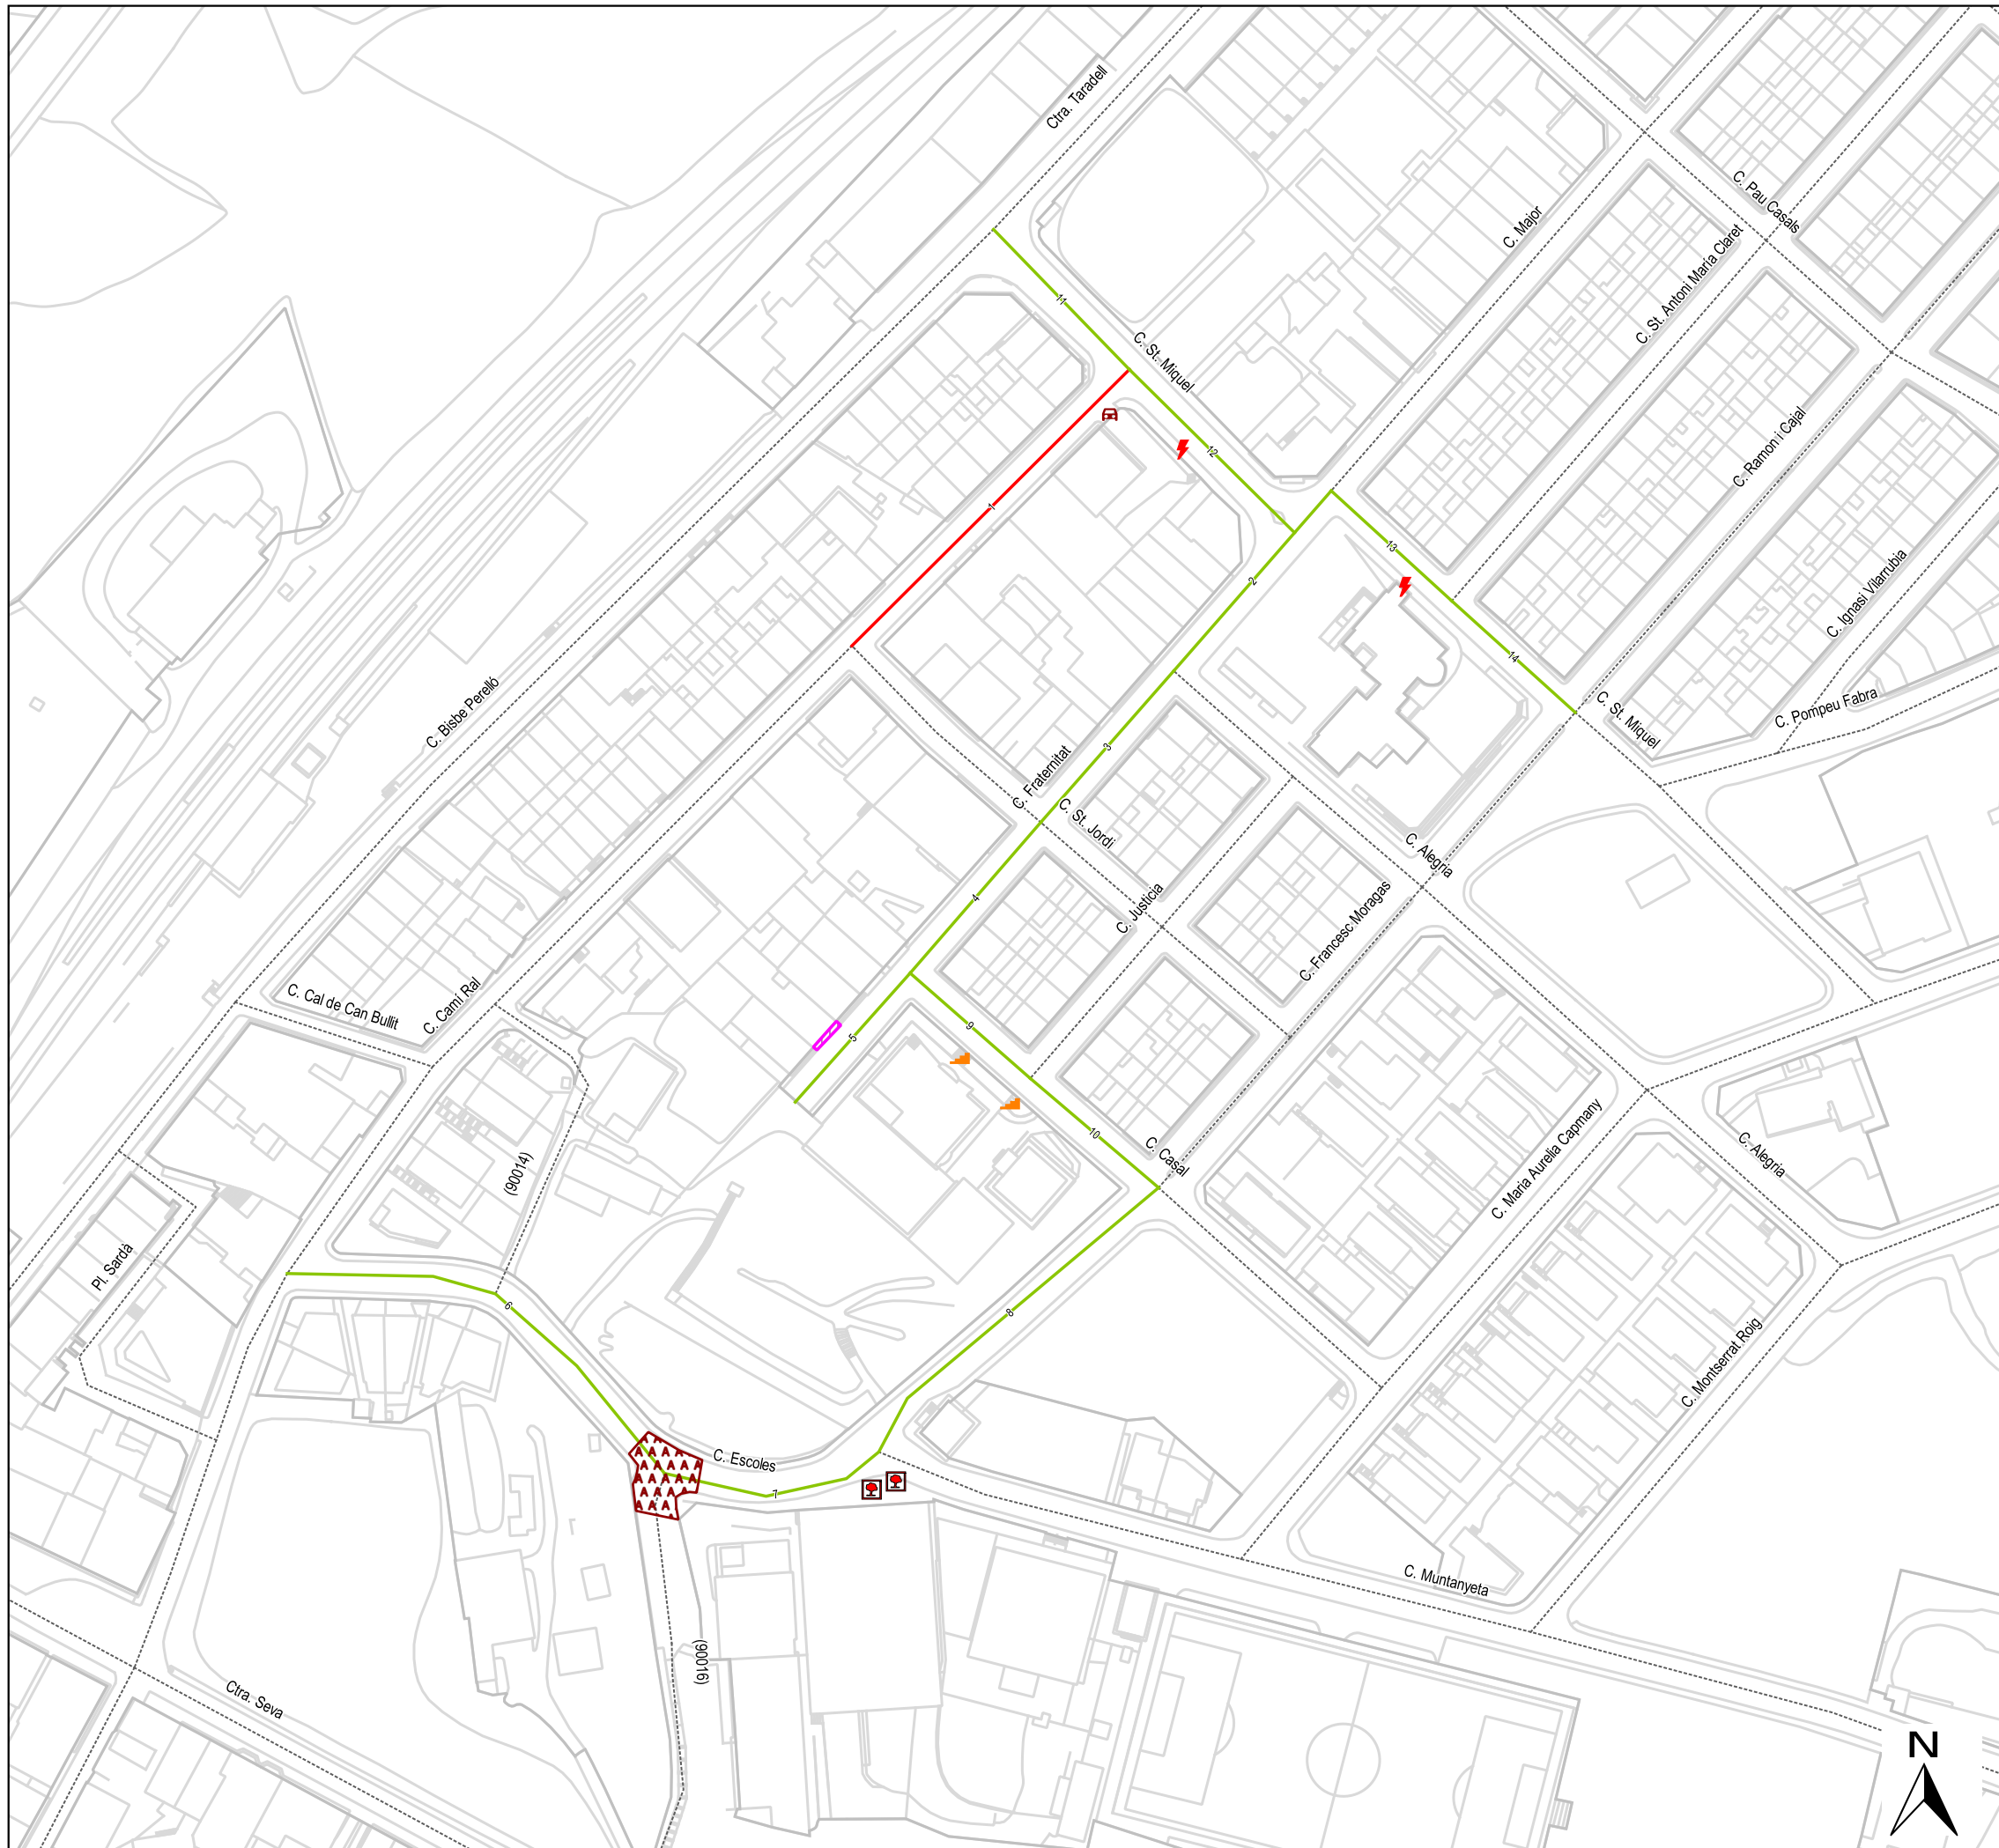 Ctra. Taradell
C. Pau Casals
C. Major
C. St. Antoni Maria Claret
11
C. St. Miquel
12
C. Ramon i Cajal
1
13
C. Ignasi Vilarrubia
2
14
C. Bisbe Perelló
C. St. Miquel
C. Pompeu Fabra
3
C. Fraternitat
C. St. Jordi
C. Alegria
4
C. Justicia
C. Francesc Moragas
C. Cal de Can Bullit
C. Cami Ral
9
5
10
C. Casal
C. Maria Aurelia Capmany
C. Alegria
(90014)
Pl. Sardà
6
8
C. Montserrat Roig
C. Escoles
7
A A A A A
A A A A A
A A A A A
A A A A
A A A
C. Muntanyeta
(90016)
Ctra. Seva
N